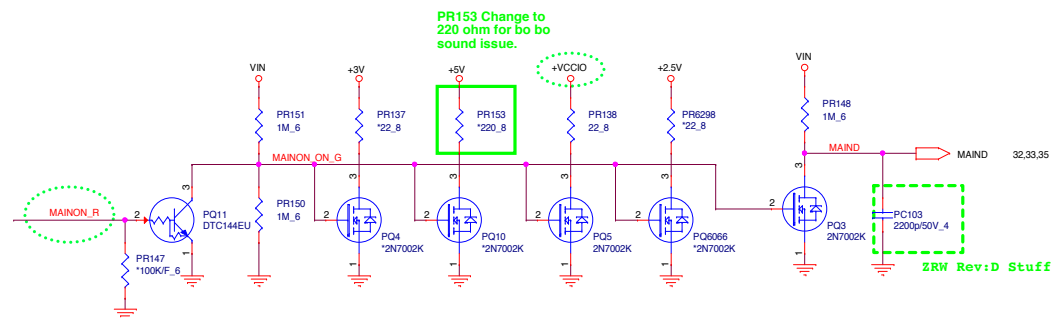 PR153 Change to
220 ohm for bo bo
sound issue.
VIN
+3V
+5V
+VCCIO
+2.5V
VIN
PR151
1M_6
PR137
*22_8
PR153
*220_8
PR138
22_8
PR6298
*22_8
PR148
1M_6
MAINON_ON_G
MAIND
MAIND
32,33,35
MAINON_R
2
3
1
PQ11
DTC144EU
PR150
1M_6
2
3
1
PQ4
*2N7002K
2
3
1
PQ10
*2N7002K
2
3
1
PQ5
2N7002K
2
3
1
PQ6066
*2N7002K
2
3
1
PQ3
2N7002K
PC103
2200p/50V_4
PR147
*100K/F_6
ZRW Rev:D Stuff